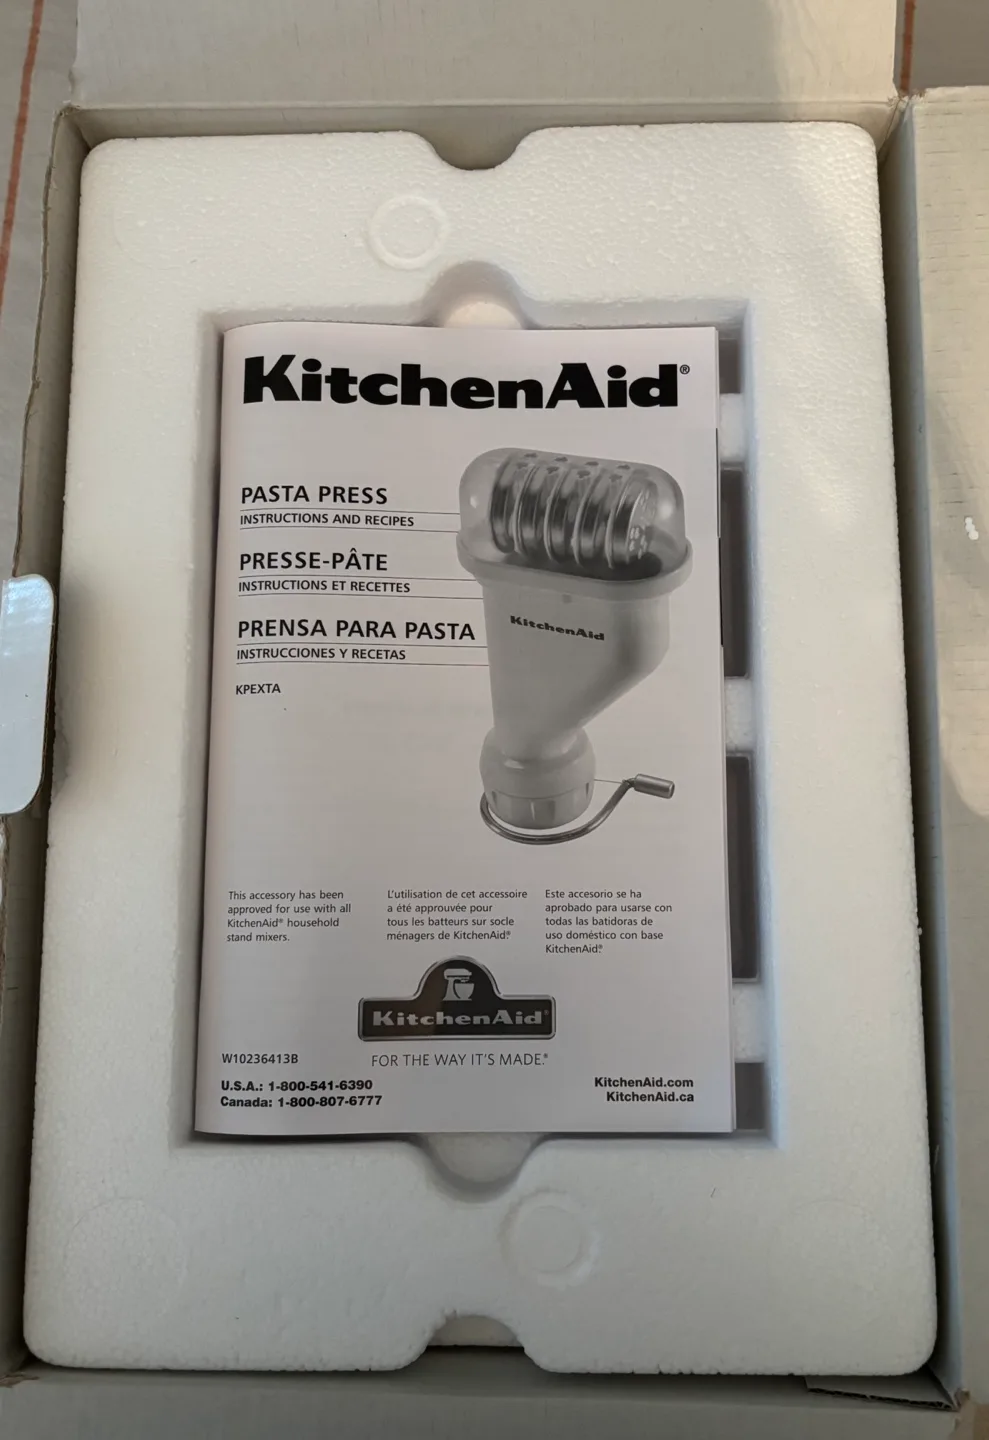 KitchenAid®
PASTA PRESS
INSTRUCTIONS AND RECIPES
PRESSE-PÂTE
INSTRUCTIONS ET RECETTES
PRENSA PARA PASTA
INSTRUCCIONES Y RECETAS
KPEXTA
KitchenAid
This accessory has been
approved for use with all
KitchenAid® household
stand mixers.
L'utilisation de cet accessoire
a été approuvée pour
tous les batteurs sur socle
ménagers de KitchenAid®.
Este accesorio se ha
aprobado para usarse con
todas las batidoras de
uso doméstico con base
KitchenAid®.
KitchenAid®
FOR THE WAY IT'S MADE.®
W10236413B
U.S.A.: 1-800-541-6390
Canada: 1-800-807-6777
KitchenAid.com
KitchenAid.ca